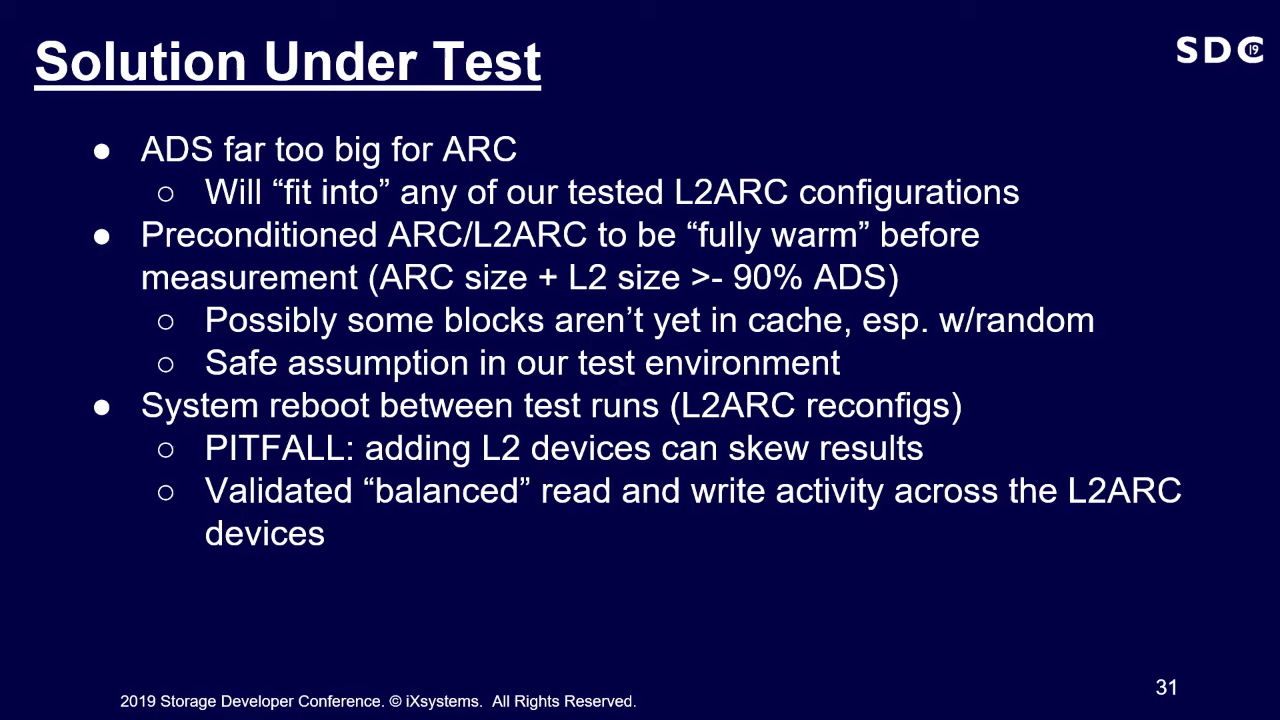 Solution Under Test
SDC 19
● ADS far too big for ARC
○ Will “fit into” any of our tested L2ARC configurations
● Preconditioned ARC/L2ARC to be “fully warm” before
measurement (ARC size + L2 size >- 90% ADS)
○ Possibly some blocks aren’t yet in cache, esp. w/random
○ Safe assumption in our test environment
● System reboot between test runs (L2ARC reconfigs)
○ PITFALL: adding L2 devices can skew results
○ Validated “balanced” read and write activity across the L2ARC
devices
31
2019 Storage Developer Conference. © iXsystems. All Rights Reserved.